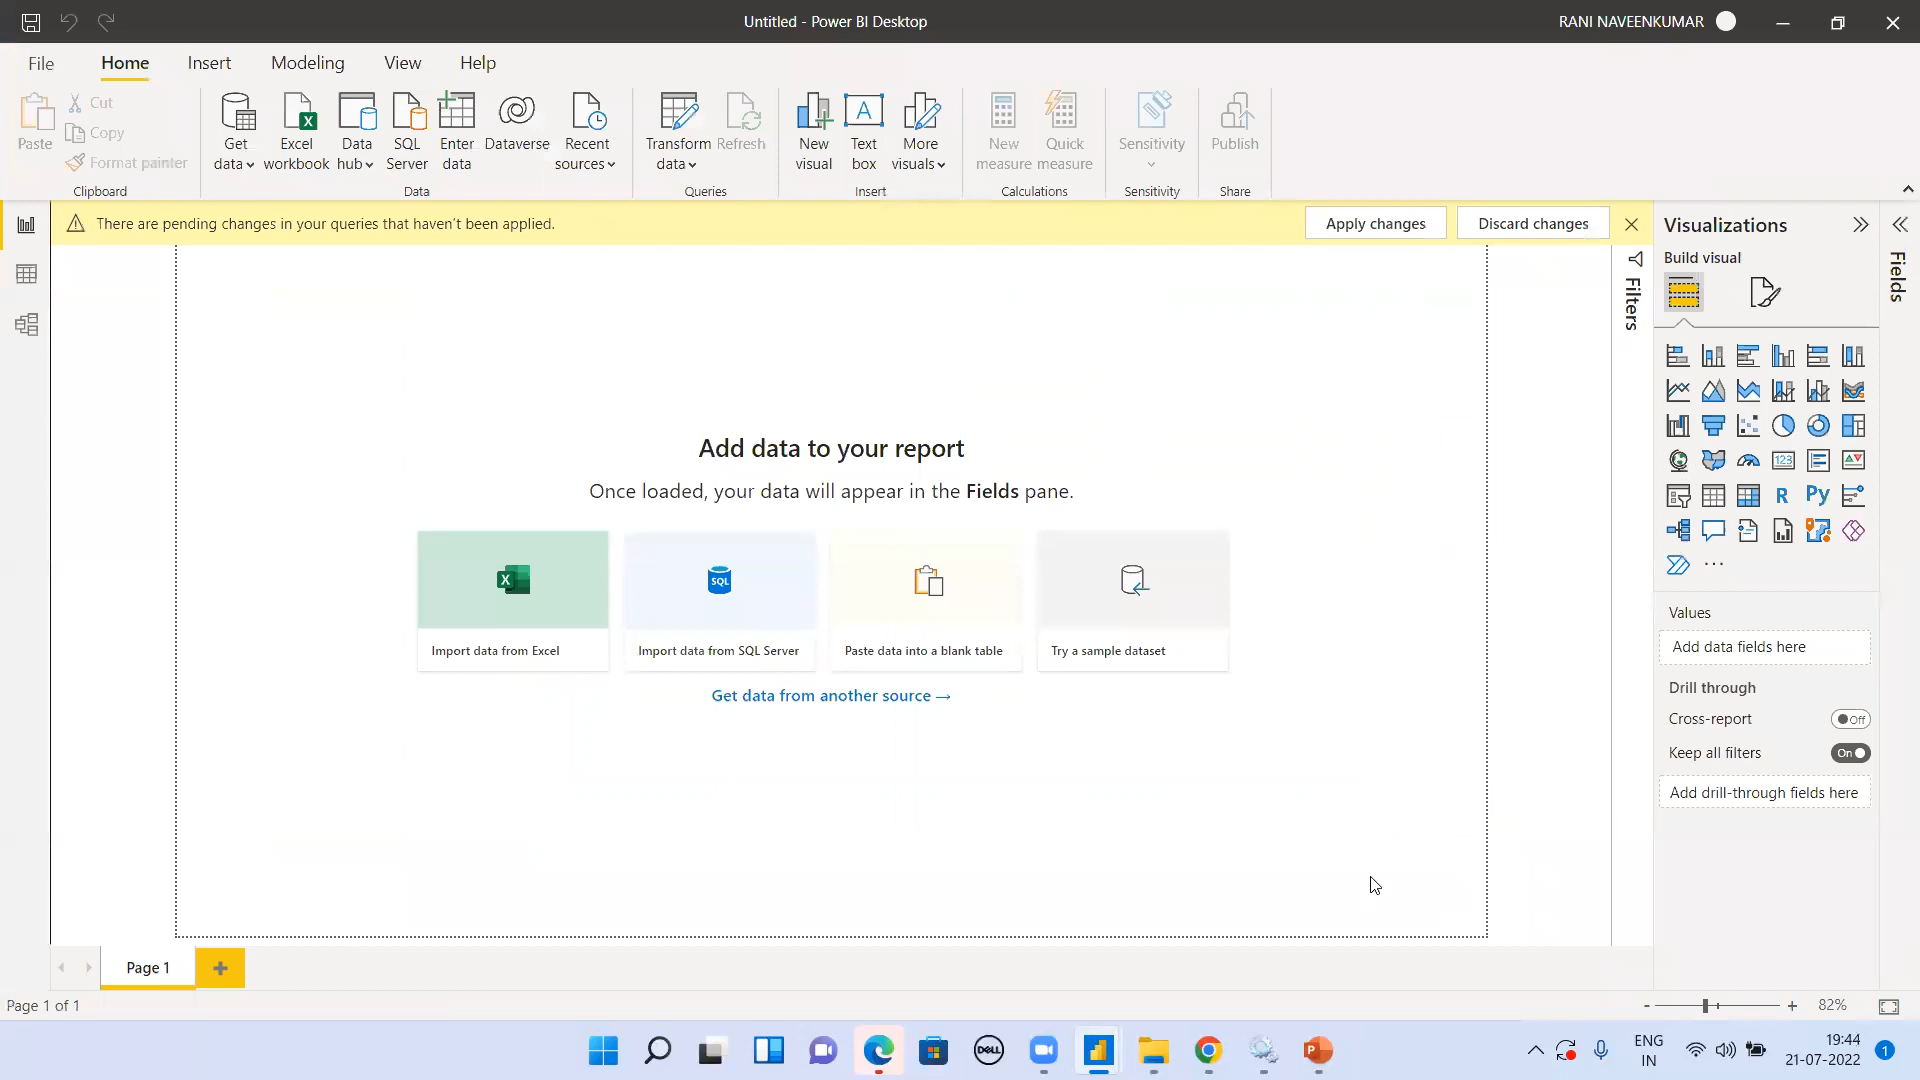 Untitled - Power BI Desktop
RANI NAVEENKUMAR
File
Home
Insert
Modeling
View
Help
Paste
Cut
Copy
Format painter
Clipboard
Get data
Excel workbook
Data hub
SQL Server
Enter data
Dataverse
Recent sources
Data
Transform data
Refresh
Queries
New visual
A
Text box
More visuals
Insert
New measure
Quick measure
Calculations
Sensitivity
Sensitivity
Publish
Share
There are pending changes in your queries that haven't been applied.
Apply changes
Discard changes
Filters
Visualizations
Build visual
Fields
123
R
Py
Values
Add data fields here
Drill through
Cross-report
Off
Keep all filters
On
Add drill-through fields here
Add data to your report
Once loaded, your data will appear in the Fields pane.
X
SQL
Import data from Excel
Import data from SQL Server
Paste data into a blank table
Try a sample dataset
Get data from another source →
Page 1
Page 1 of 1
82%
DELL
P
ENG
IN
19:44
21-07-2022
1